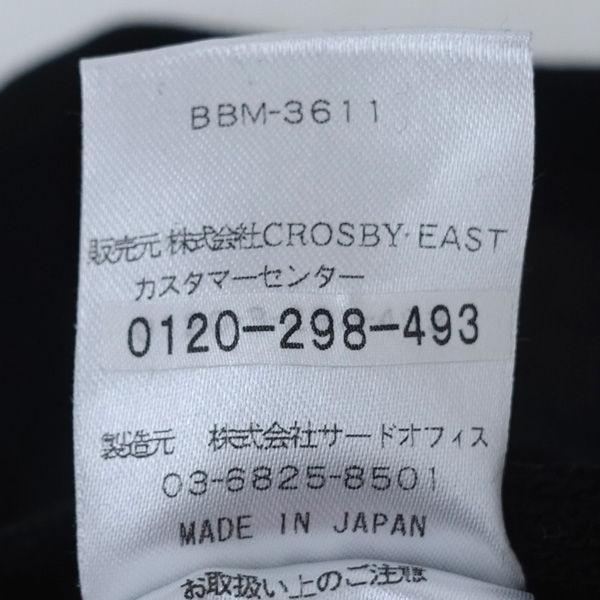 BBM-3611
販売元 株式会社CROSBY・EAST
カスタマーセンター
0120-298-493
製造元 株式会社サードオフィス
03-6825-8501
MADE IN JAPAN
お取扱い上のご注意